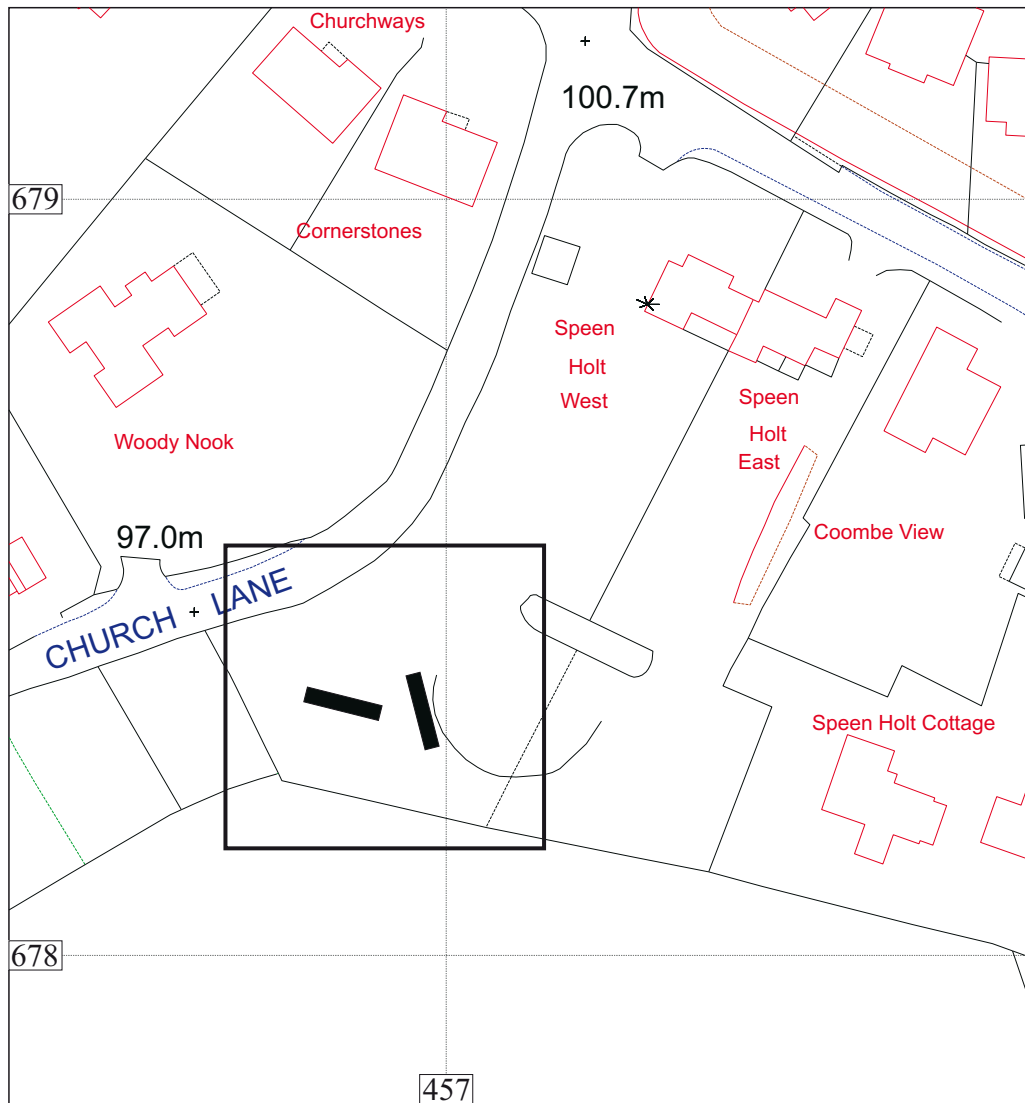 Churchways
100.7m
679
Cornerstones
Speen
Holt
West
Speen
Holt
East
Woody Nook
97.0m
Coombe View
CHURCH LANE
Speen Holt Cottage
678
457